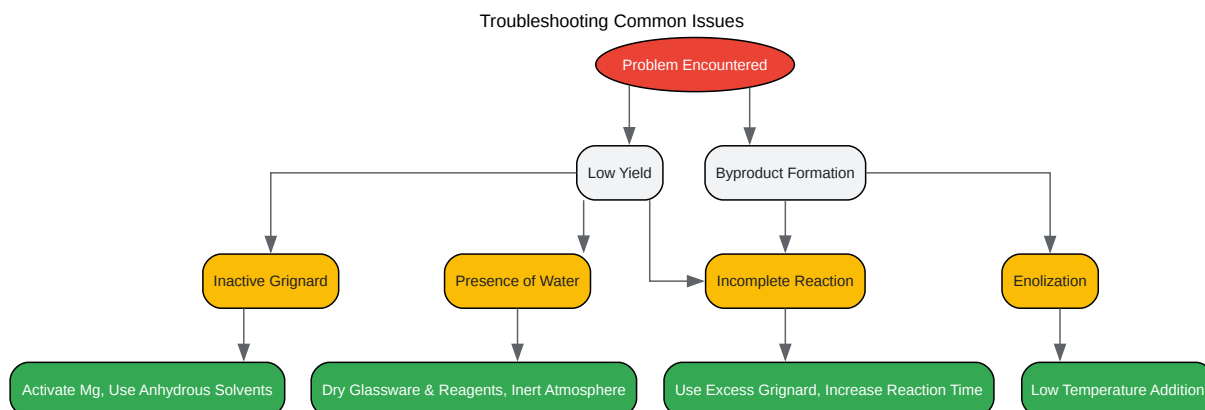 Troubleshooting Common Issues
Problem Encountered
Low Yield
Byproduct Formation
Inactive Grignard
Presence of Water
Incomplete Reaction
Enolization
Activate Mg, Use Anhydrous Solvents
Dry Glassware & Reagents, Inert Atmosphere
Use Excess Grignard, Increase Reaction Time
Low Temperature Addition